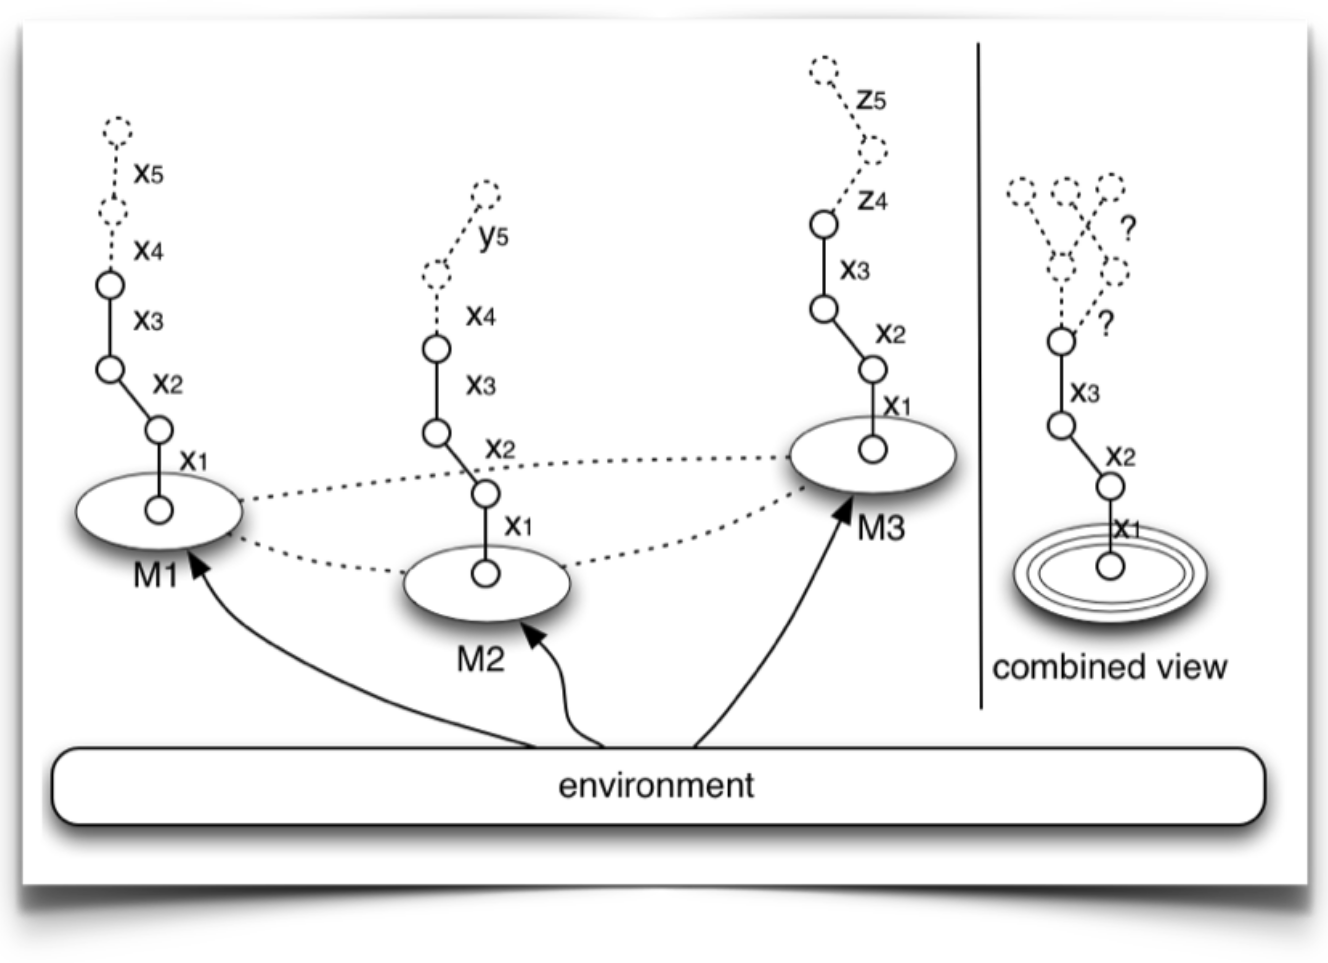 x5
x4
x3
x2
x1
M1
y5
x4
x3
x2
x1
M2
z5
z4
x3
x2
x1
M3
?
?
x3
x2
x1
combined view
environment